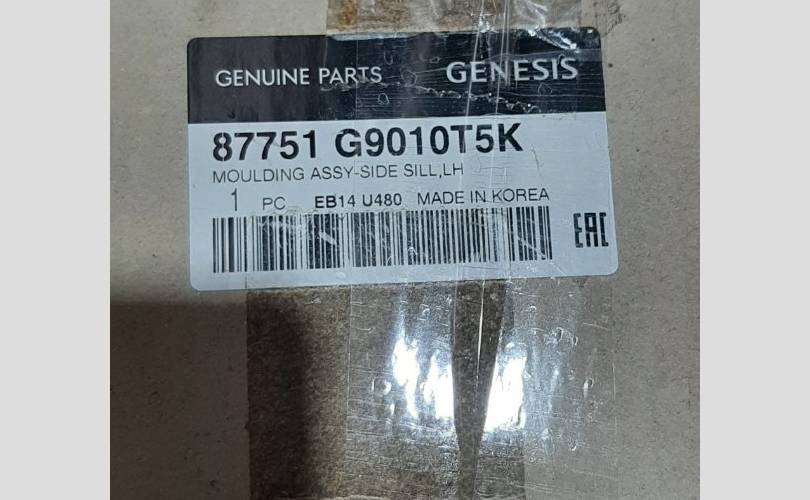 GENUINE PARTS GENESIS
87751 G9010T5K
MOULDING ASSY-SIDE SILL,LH
1 PC EB14 U480 MADE IN KOREA
EAC